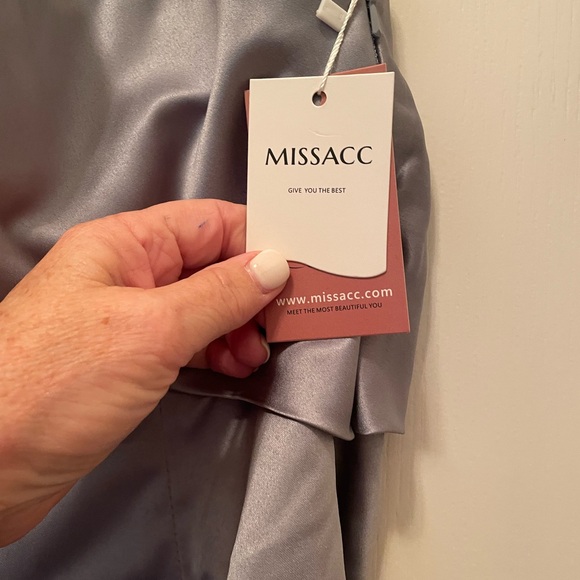 MISSACC
GIVE YOU THE BEST
www.missacc.com
MEET THE MOST BEAUTIFUL YOU